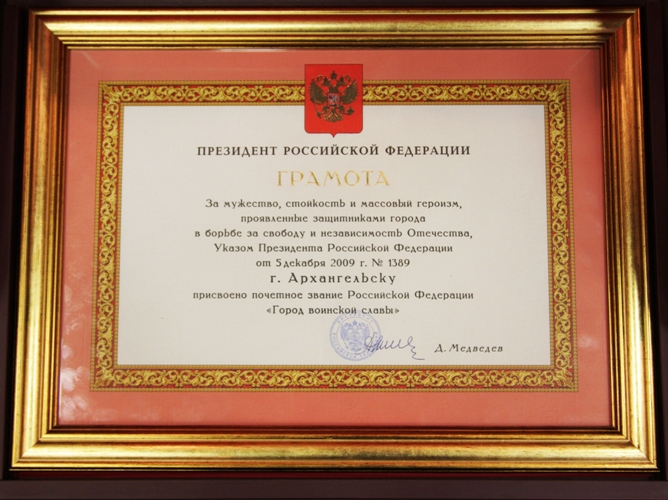 ПРЕЗИДЕНТ РОССИЙСКОЙ ФЕДЕРАЦИИ
ГРАМОТА
За мужество, стойкость и массовый героизм,
проявленные защитниками города
в борьбе за свободу и независимость Отечества,
Указом Президента Российской Федерации
от 5 декабря 2009 г. № 1389
г. Архангельску
присвоено почетное звание Российской Федерации
«Город воинской славы»
Д. Медведев